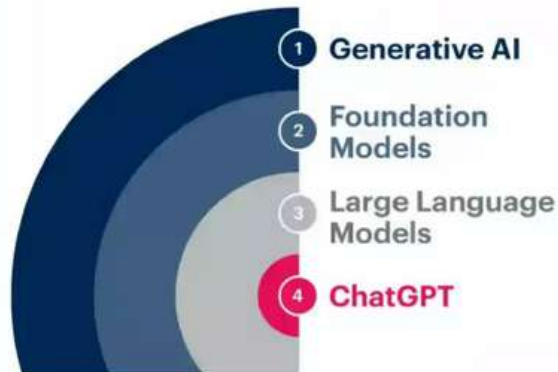 1 Generative AI
2 Foundation
Models
3 Large Language
Models
4 ChatGPT